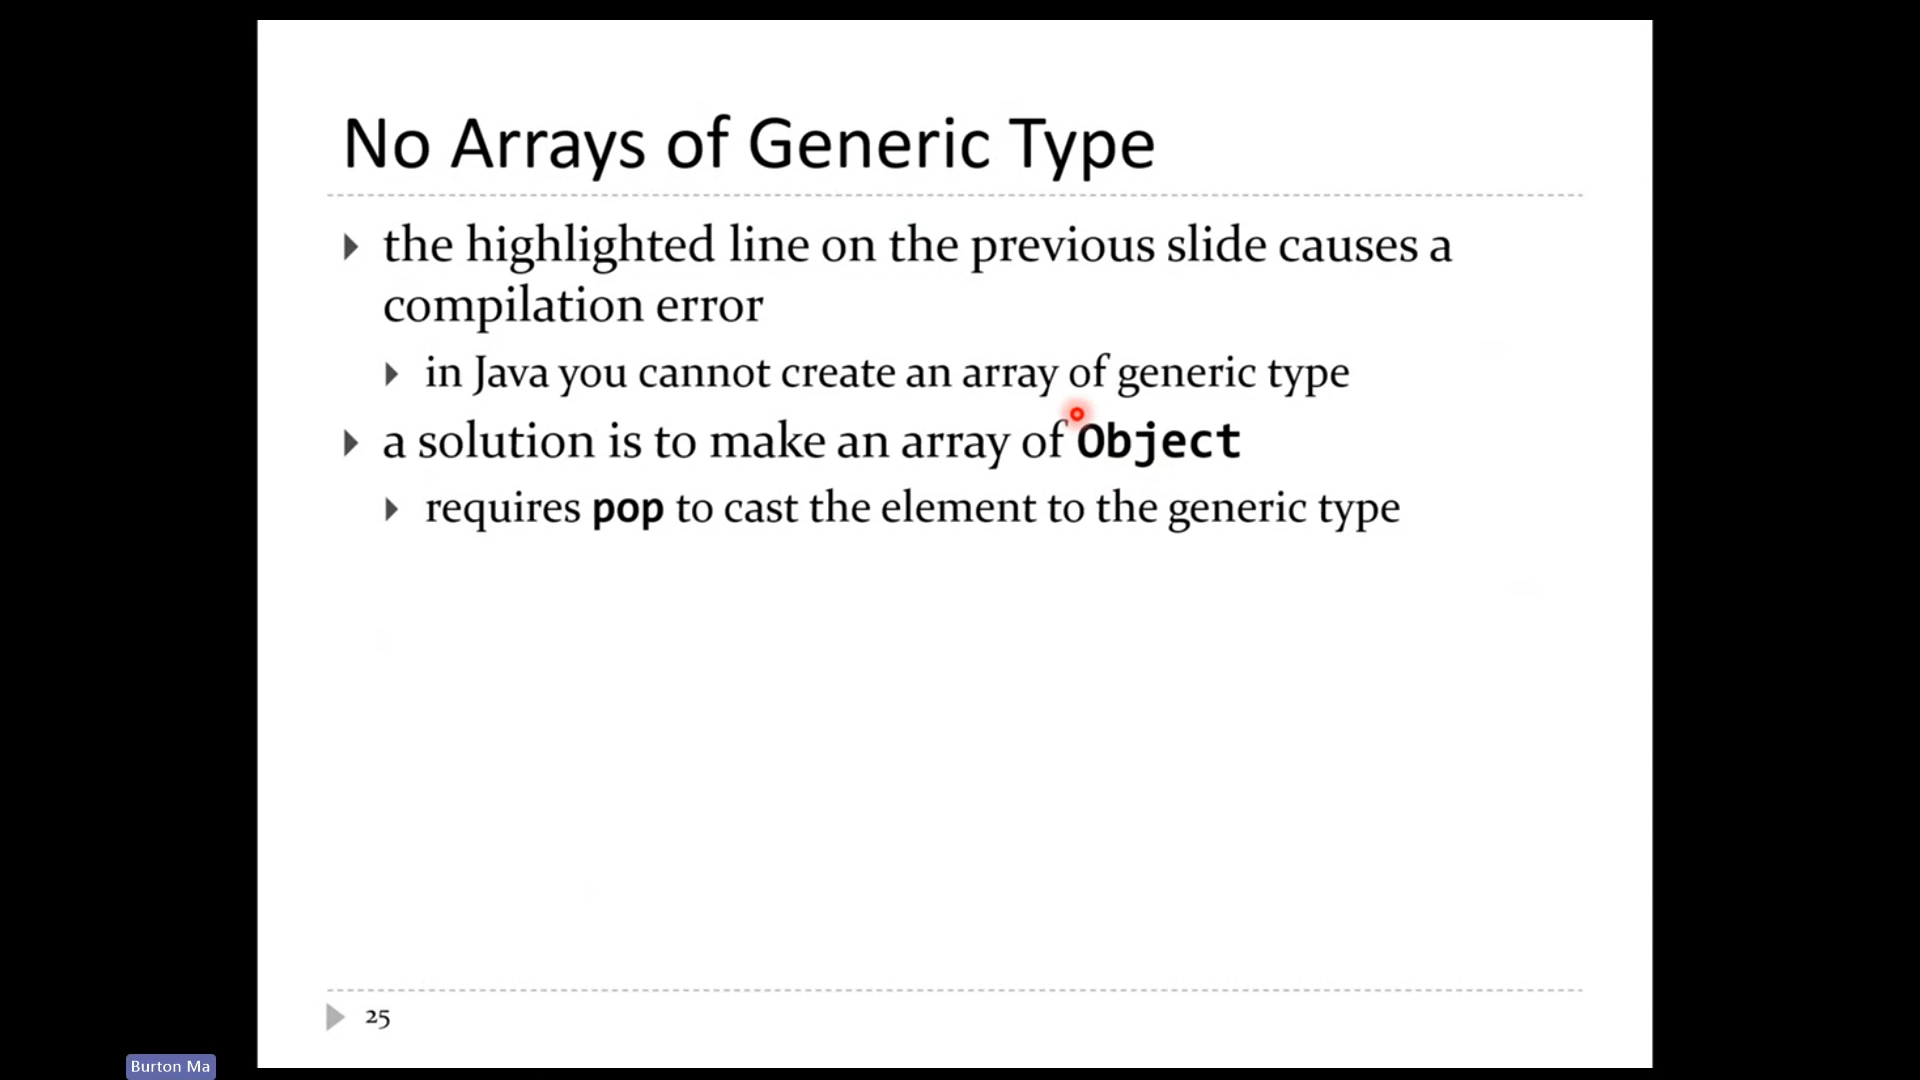 No Arrays of Generic Type
the highlighted line on the previous slide causes a
compilation error
in Java you cannot create an array of generic type
a solution is to make an array of Object
requires pop to cast the element to the generic type
25
Burton Ma